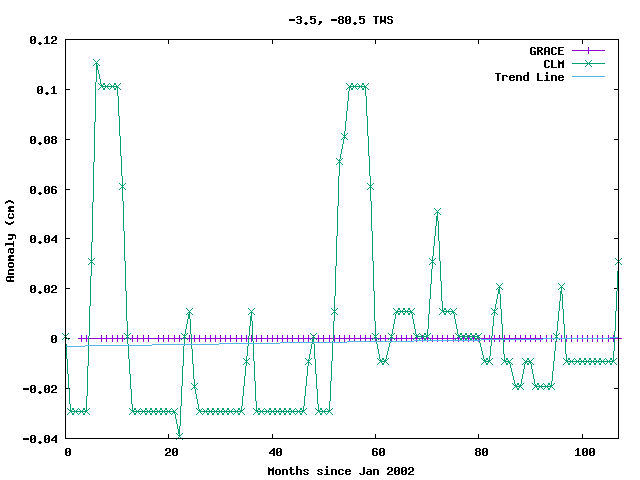 -3.5, -80.5 TWS
GRACE
CLM
Trend Line
0.12
0.1
0.08
0.06
0.04
0.02
0
-0.02
-0.04
Anomaly (cm)
0 20 40 60 80 100
Months since Jan 2002